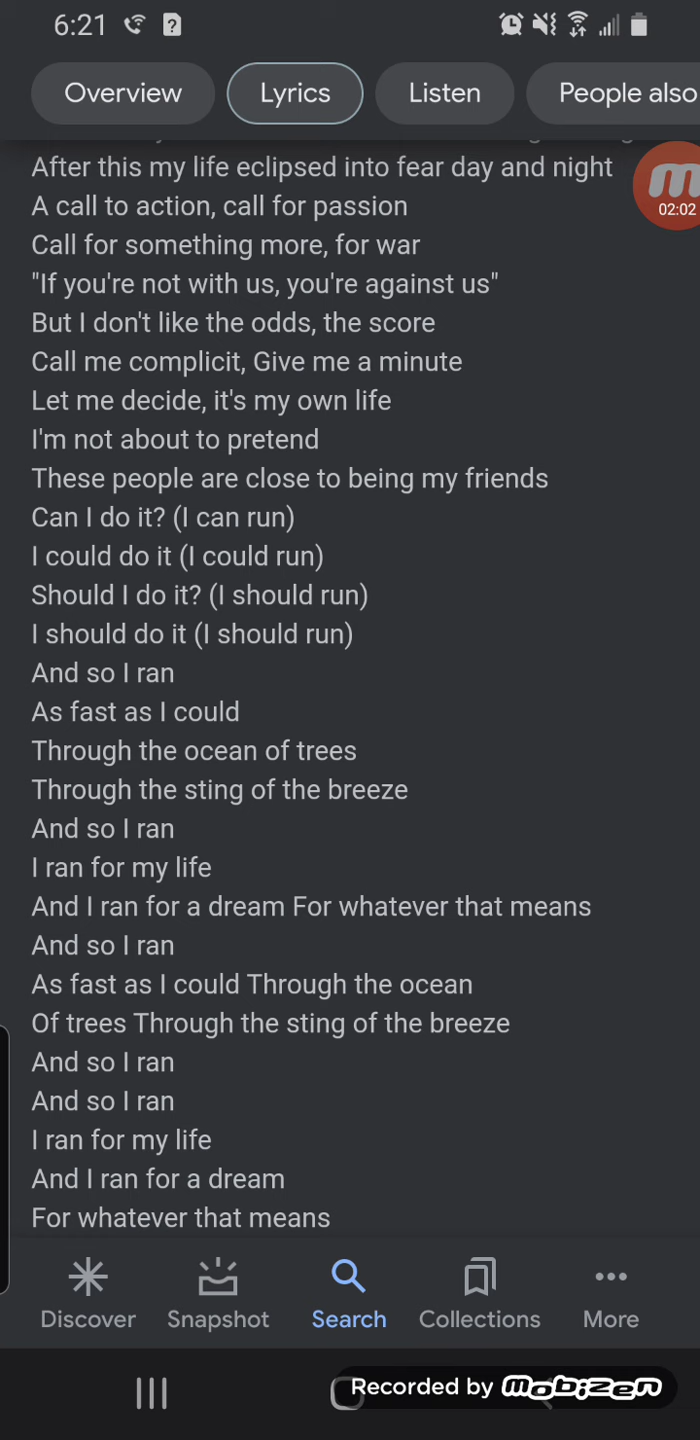 6:21
Overview Lyrics Listen People also
After this my life eclipsed into fear day and night
02:02
A call to action, call for passion
Call for something more, for war
"If you're not with us, you're against us"
But I don't like the odds, the score
Call me complicit, Give me a minute
Let me decide, it's my own life
I'm not about to pretend
These people are close to being my friends
Can I do it? (I can run)
I could do it (I could run)
Should I do it? (I should run)
I should do it (I should run)
And so I ran
As fast as I could
Through the ocean of trees
Through the sting of the breeze
And so I ran
I ran for my life
And I ran for a dream For whatever that means
And so I ran
As fast as I could Through the ocean
Of trees Through the sting of the breeze
And so I ran
And so I ran
I ran for my life
And I ran for a dream
For whatever that means
Discover Snapshot Search Collections More
Recorded by mobizen